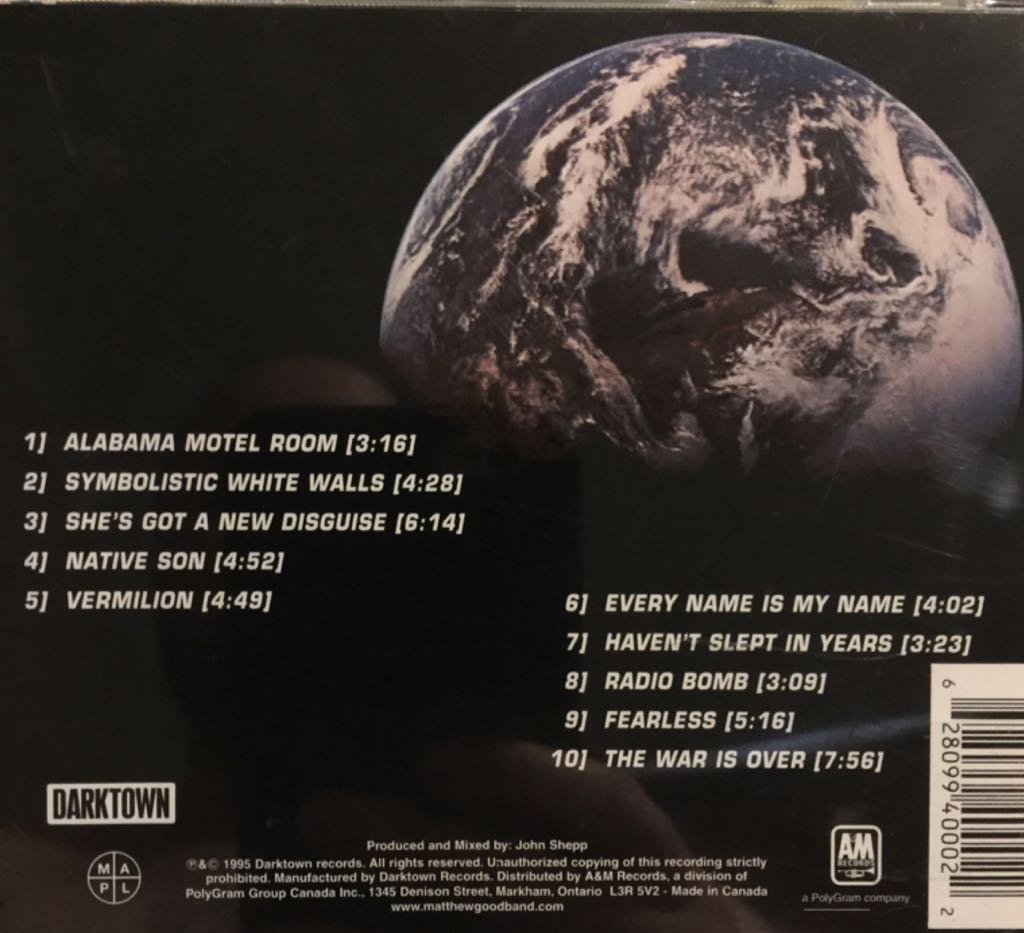 1] ALABAMA MOTEL ROOM [3:16]
2] SYMBOLISTIC WHITE WALLS [4:28]
3] SHE'S GOT A NEW DISGUISE [6:14]
4] NATIVE SON [4:52]
5] VERMILION [4:49]
6] EVERY NAME IS MY NAME [4:02]
7] HAVEN'T SLEPT IN YEARS [3:23]
8] RADIO BOMB [3:09]
9] FEARLESS [5:16]
10] THE WAR IS OVER [7:56]
DARKTOWN
M A
P L
Produced and Mixed by: John Shepp
℗&© 1995 Darktown records. All rights reserved. Unauthorized copying of this recording strictly
prohibited. Manufactured by Darktown Records. Distributed by A&M Records, a division of
PolyGram Group Canada Inc., 1345 Denison Street, Markham, Ontario L3R 5V2 - Made in Canada
www.matthewgoodband.com
AM
RECORDS
a PolyGram company
6 28099 40002 2